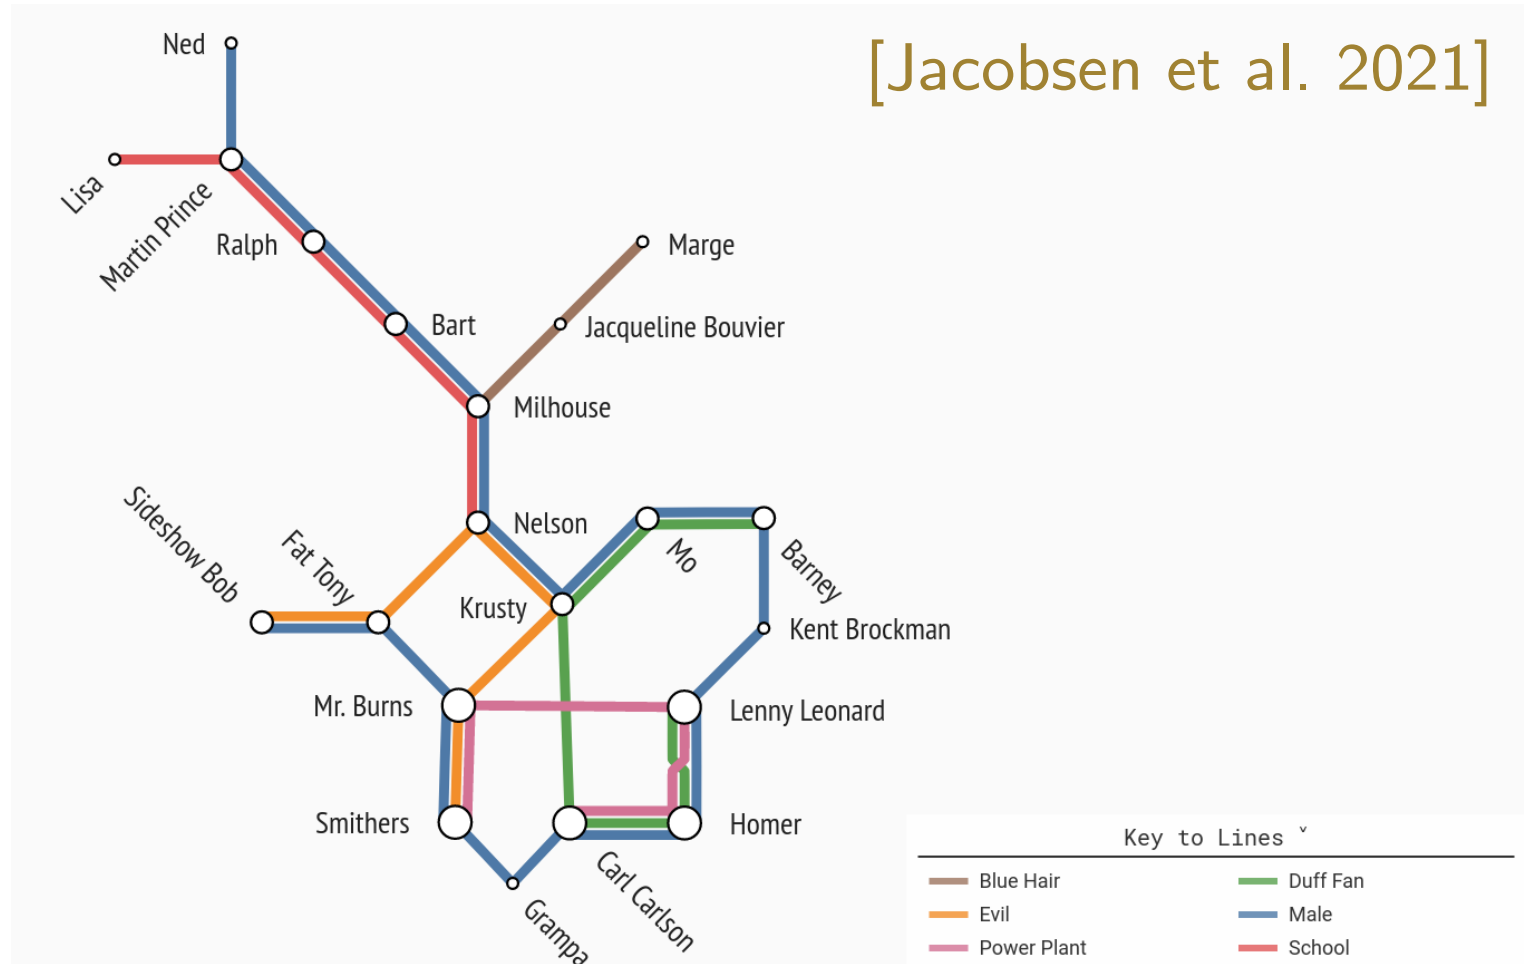 [Jacobsen et al. 2021]
Ned
Lisa
Martin Prince
Ralph
Marge
Bart
Jacqueline Bouvier
Milhouse
Sideshow Bob
Fat Tony
Nelson
Mo
Barney
Krusty
Kent Brockman
Mr. Burns
Lenny Leonard
Smithers
Homer
Carl Carlson
Grampa
Key to Lines ˅
Blue Hair
Duff Fan
Evil
Male
Power Plant
School